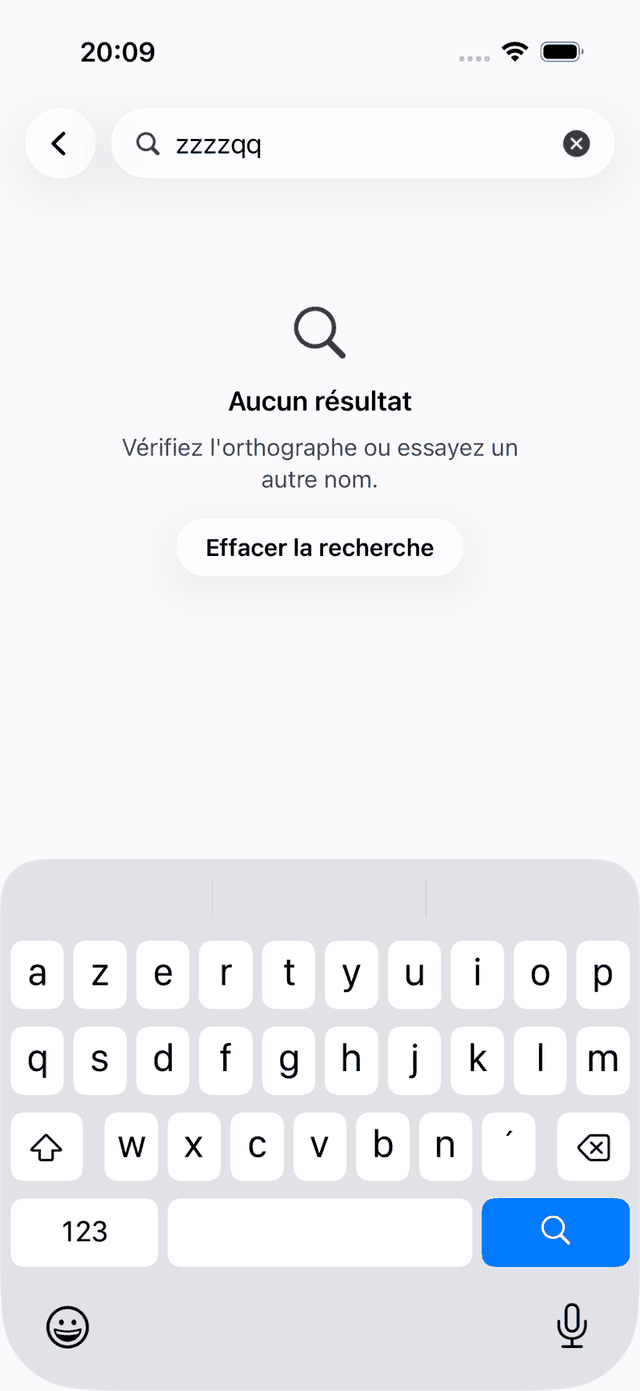 20:09
zzzzqq
Aucun résultat
Vérifiez l'orthographe ou essayez un
autre nom.
Effacer la recherche
a z e r t y u i o p
q s d f g h j k l m
w x c v b n ´
123